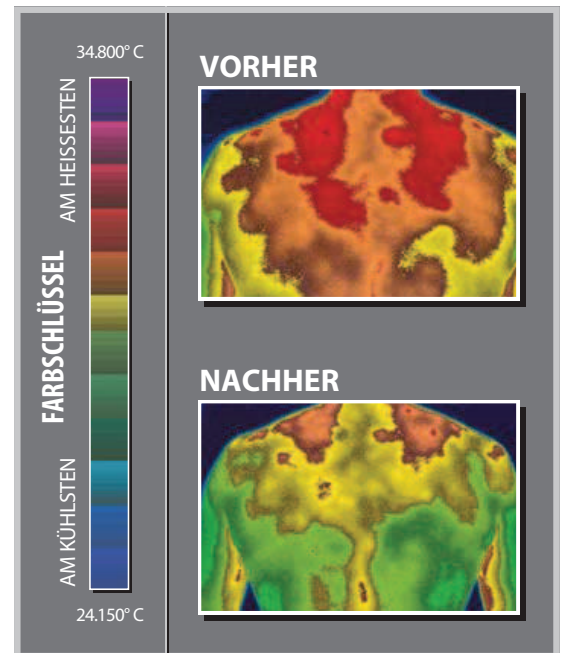 34.800° C
AM HEISSESTEN
FARBSCHLÜSSEL
AM KÜHLSTEN
24.150° C
VORHER
NACHHER